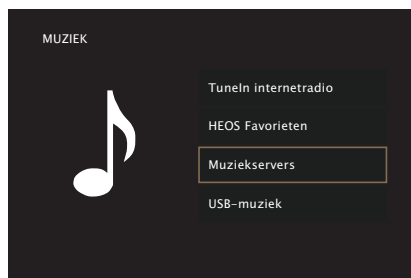 MUZIEK
TuneIn internetradio
HEOS Favorieten
Muziekservers
USB-muziek